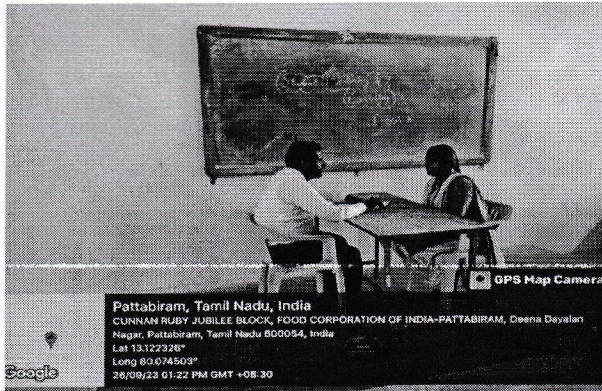 GPS Map Camera
Pattabiram, Tamil Nadu, India
CUNNAN RUBY JUBILEE BLOCK, FOOD CORPORATION OF INDIA-PATTABIRAM, Deena Dayalan
Nagar, Pattabiram, Tamil Nadu 600054, India
Lat 13.122326°
Long 80.074503°
26/09/23 01:22 PM GMT +05:30
Google